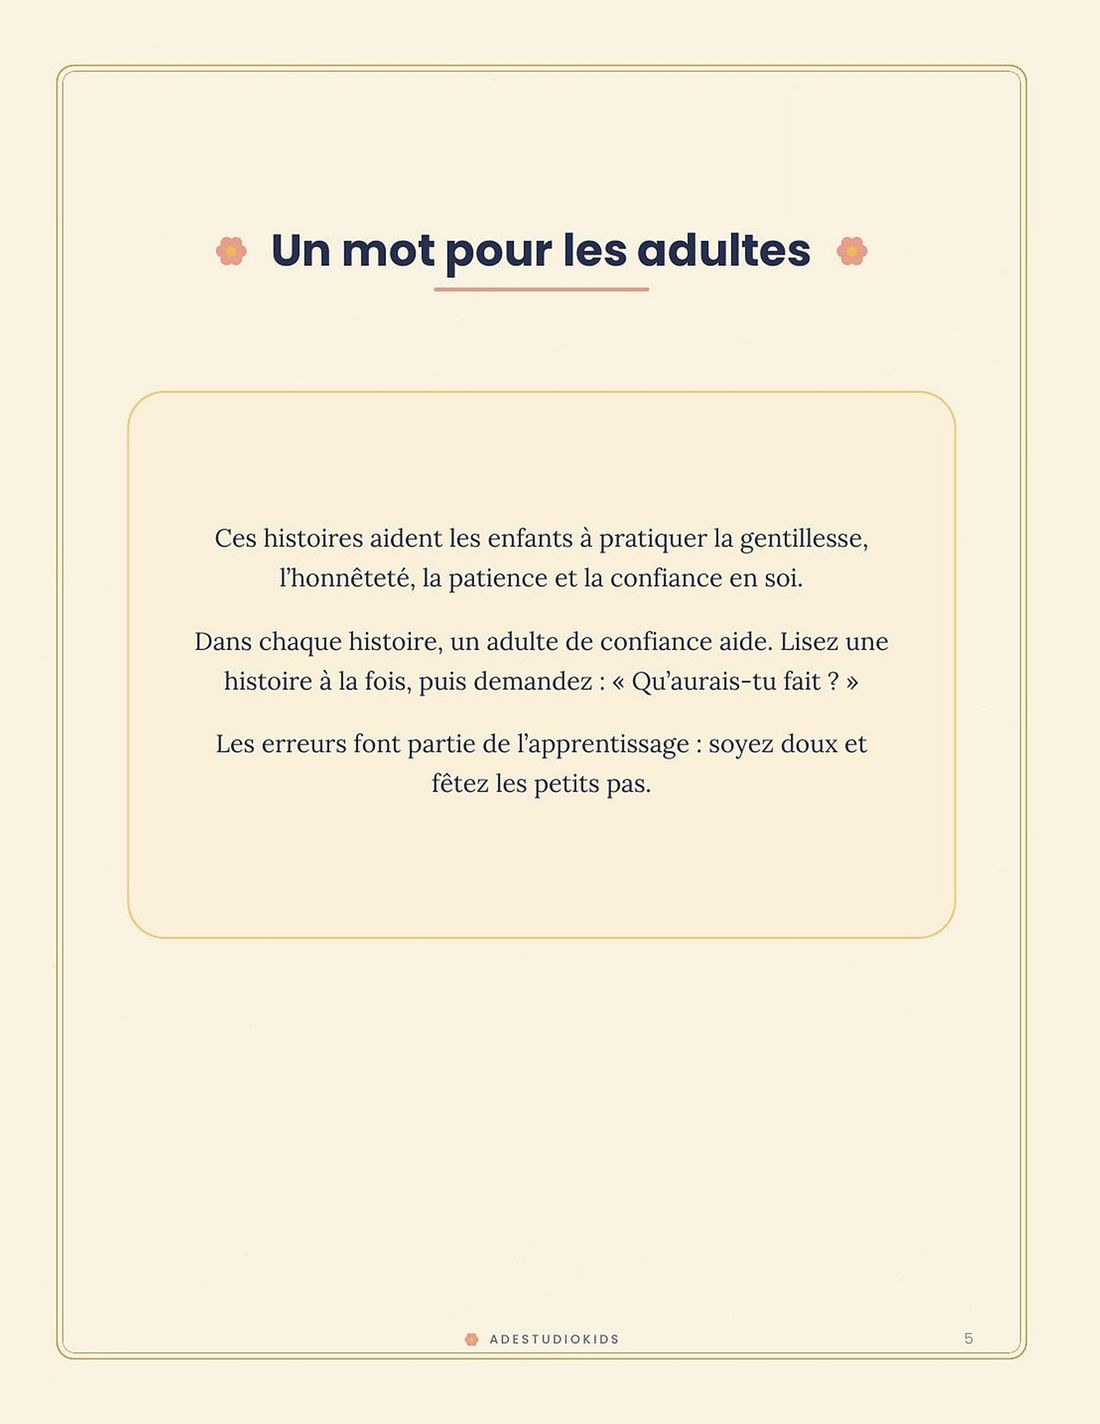 Un mot pour les adultes
Ces histoires aident les enfants à pratiquer la gentillesse,
l’honnêteté, la patience et la confiance en soi.
Dans chaque histoire, un adulte de confiance aide. Lisez une
histoire à la fois, puis demandez : « Qu’aurais-tu fait ? »
Les erreurs font partie de l’apprentissage : soyez doux et
fêtez les petits pas.
ADESTUDIOKIDS
5